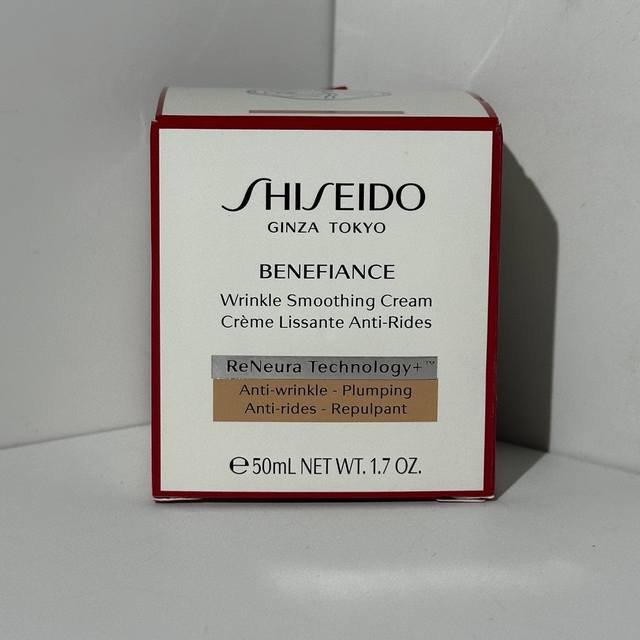 SHISEIDO
GINZA TOKYO
BENEFIANCE
Wrinkle Smoothing Cream
Crème Lissante Anti-Rides
ReNeura Technology+™
Anti-wrinkle - Plumping
Anti-rides - Repulpant
℮50mL NET WT. 1.7 OZ.